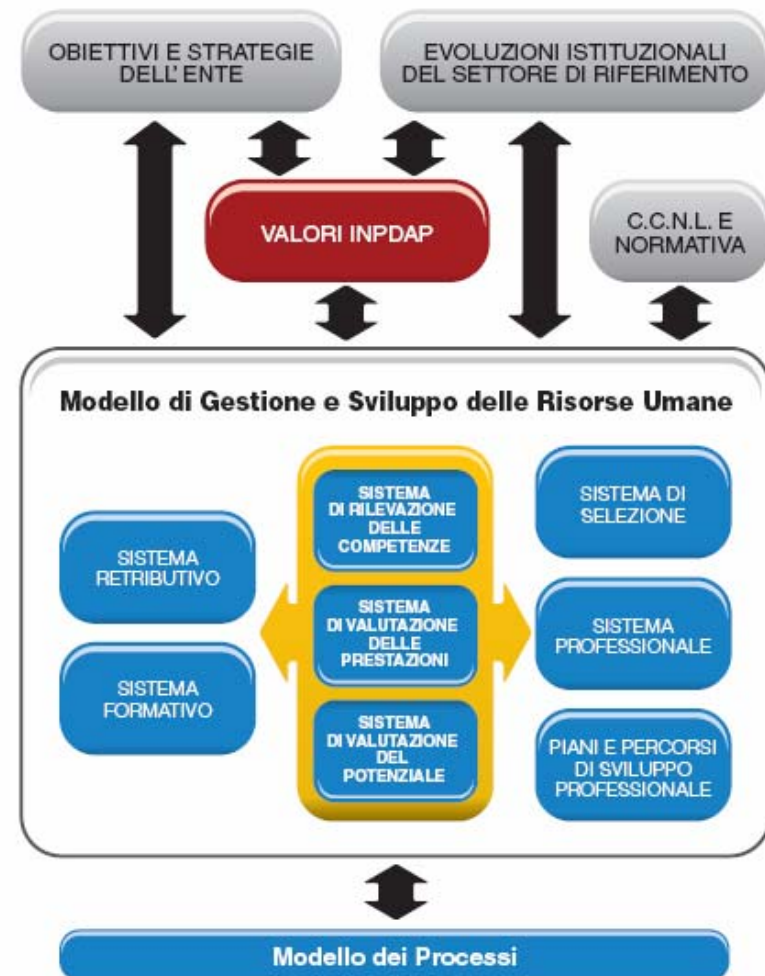 OBIETTIVI E STRATEGIE
DELL'ENTE
EVOLUZIONI ISTITUZIONALI
DEL SETTORE DI RIFERIMENTO
VALORI INPDAP
C.C.N.L. E
NORMATIVA
Modello di Gestione e Sviluppo delle Risorse Umane
SISTEMA
RETRIBUTIVO
SISTEMA
FORMATIVO
SISTEMA
DI RILEVAZIONE
DELLE
COMPETENZE
SISTEMA
DI VALUTAZIONE
DELLE
PRESTAZIONI
SISTEMA
DI VALUTAZIONE
DEL
POTENZIALE
SISTEMA DI
SELEZIONE
SISTEMA
PROFESSIONALE
PIANI E PERCORSI
DI SVILUPPO
PROFESSIONALE
Modello dei Processi